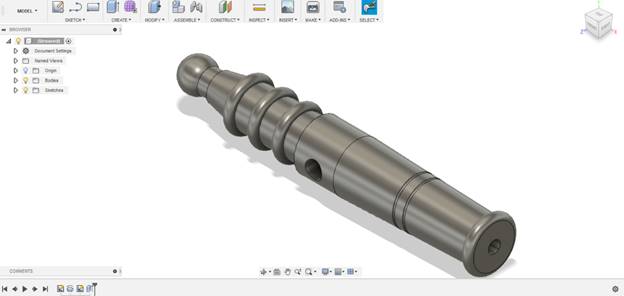 MODEL
SKETCH
CREATE
MODIFY
ASSEMBLE
CONSTRUCT
INSPECT
INSERT
MAKE
ADD-INS
SELECT
BROWSER
(Unsaved)
Document Settings
Named Views
Origin
Bodies
Sketches
COMMENTS